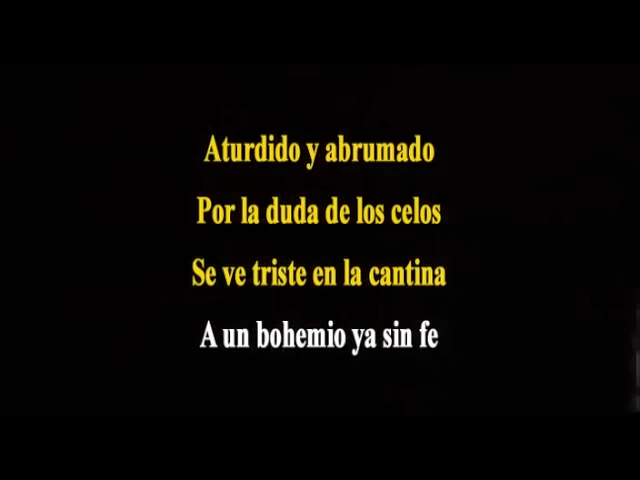 Aturdido y abrumado
Por la duda de los celos
Se ve triste en la cantina
A un bohemio ya sin fe